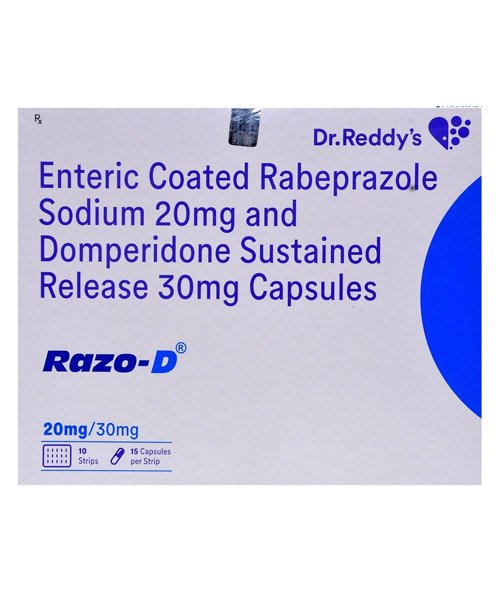 Rx
Dr.Reddy's
Enteric Coated Rabeprazole
Sodium 20mg and
Domperidone Sustained
Release 30mg Capsules
Razo-D®
20mg/30mg
10
Strips
15 Capsules
per Strip